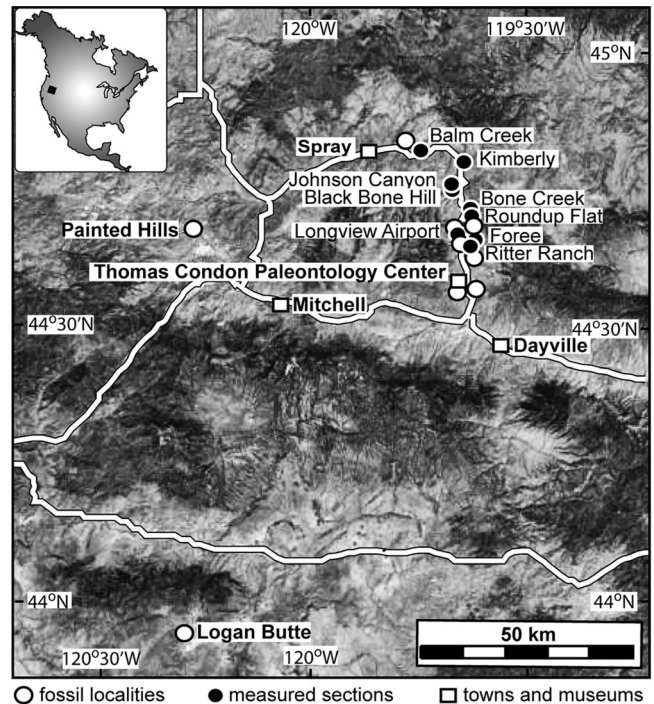 120°W
119°30'W
45°N
Spray
Balm Creek
Kimberly
Johnson Canyon
Black Bone Hill
Bone Creek
Roundup Flat
Painted Hills
Longview Airport
Foree
Ritter Ranch
Thomas Condon Paleontology Center
Mitchell
44°30'N
44°30'N
Dayville
44°N
44°N
Logan Butte
50 km
120°30'W
120°W
fossil localities
measured sections
towns and museums